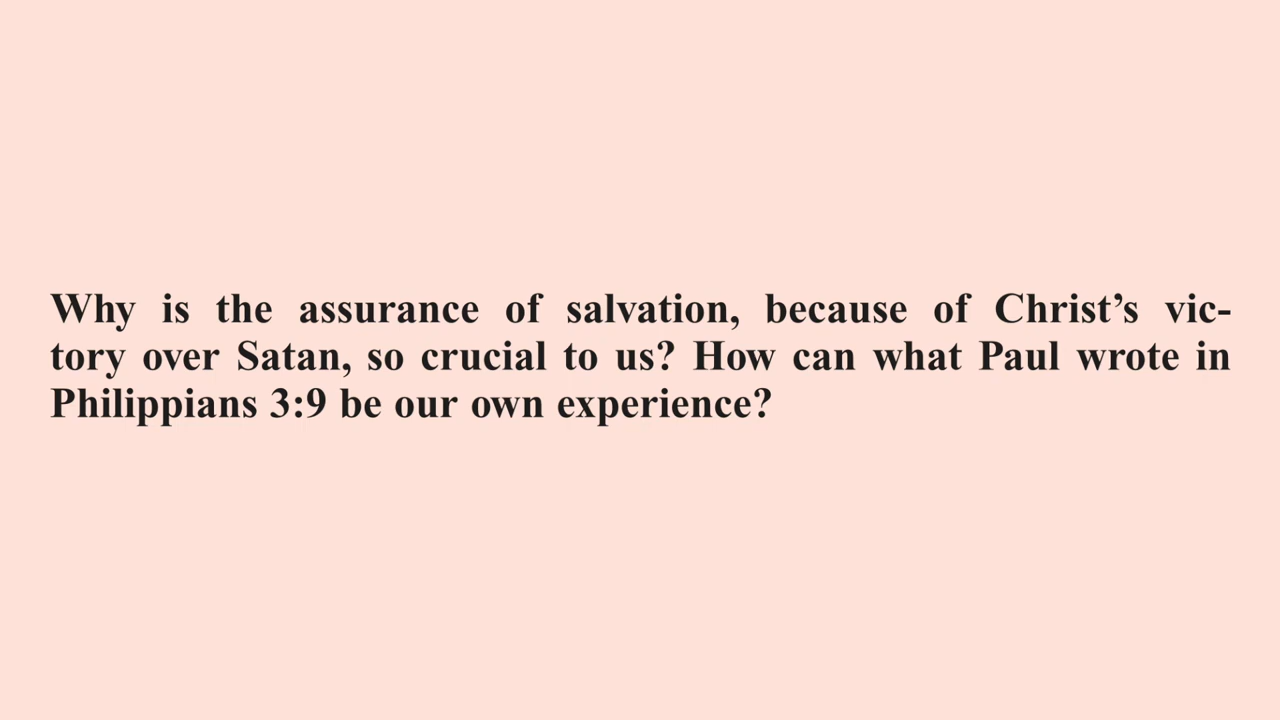 Why is the assurance of salvation, because of Christ’s vic-
tory over Satan, so crucial to us? How can what Paul wrote in
Philippians 3:9 be our own experience?